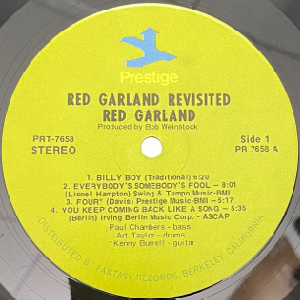 Prestige
RED GARLAND REVISITED
RED GARLAND
Produced by Bob Weinstock
PRT-7658
STEREO
Side 1
PR 7658 A
1. BILLY BOY (Traditional) 6:20
2. EVERYBODY'S SOMEBODY'S FOOL – 8:01
(Lionel Hampton) Swing & Tempo Music-BMI
3. FOUR* (Davis) Prestige Music-BMI – 5:17
4. YOU KEEP COMING BACK LIKE A SONG – 6:35
(Berlin) Irving Berlin Music Corp. – ASCAP
Paul Chambers - bass
Art Taylor - drums
*Kenny Burrell - guitar
DISTRIBUTED BY FANTASY RECORDS, BERKELEY, CALIFORNIA